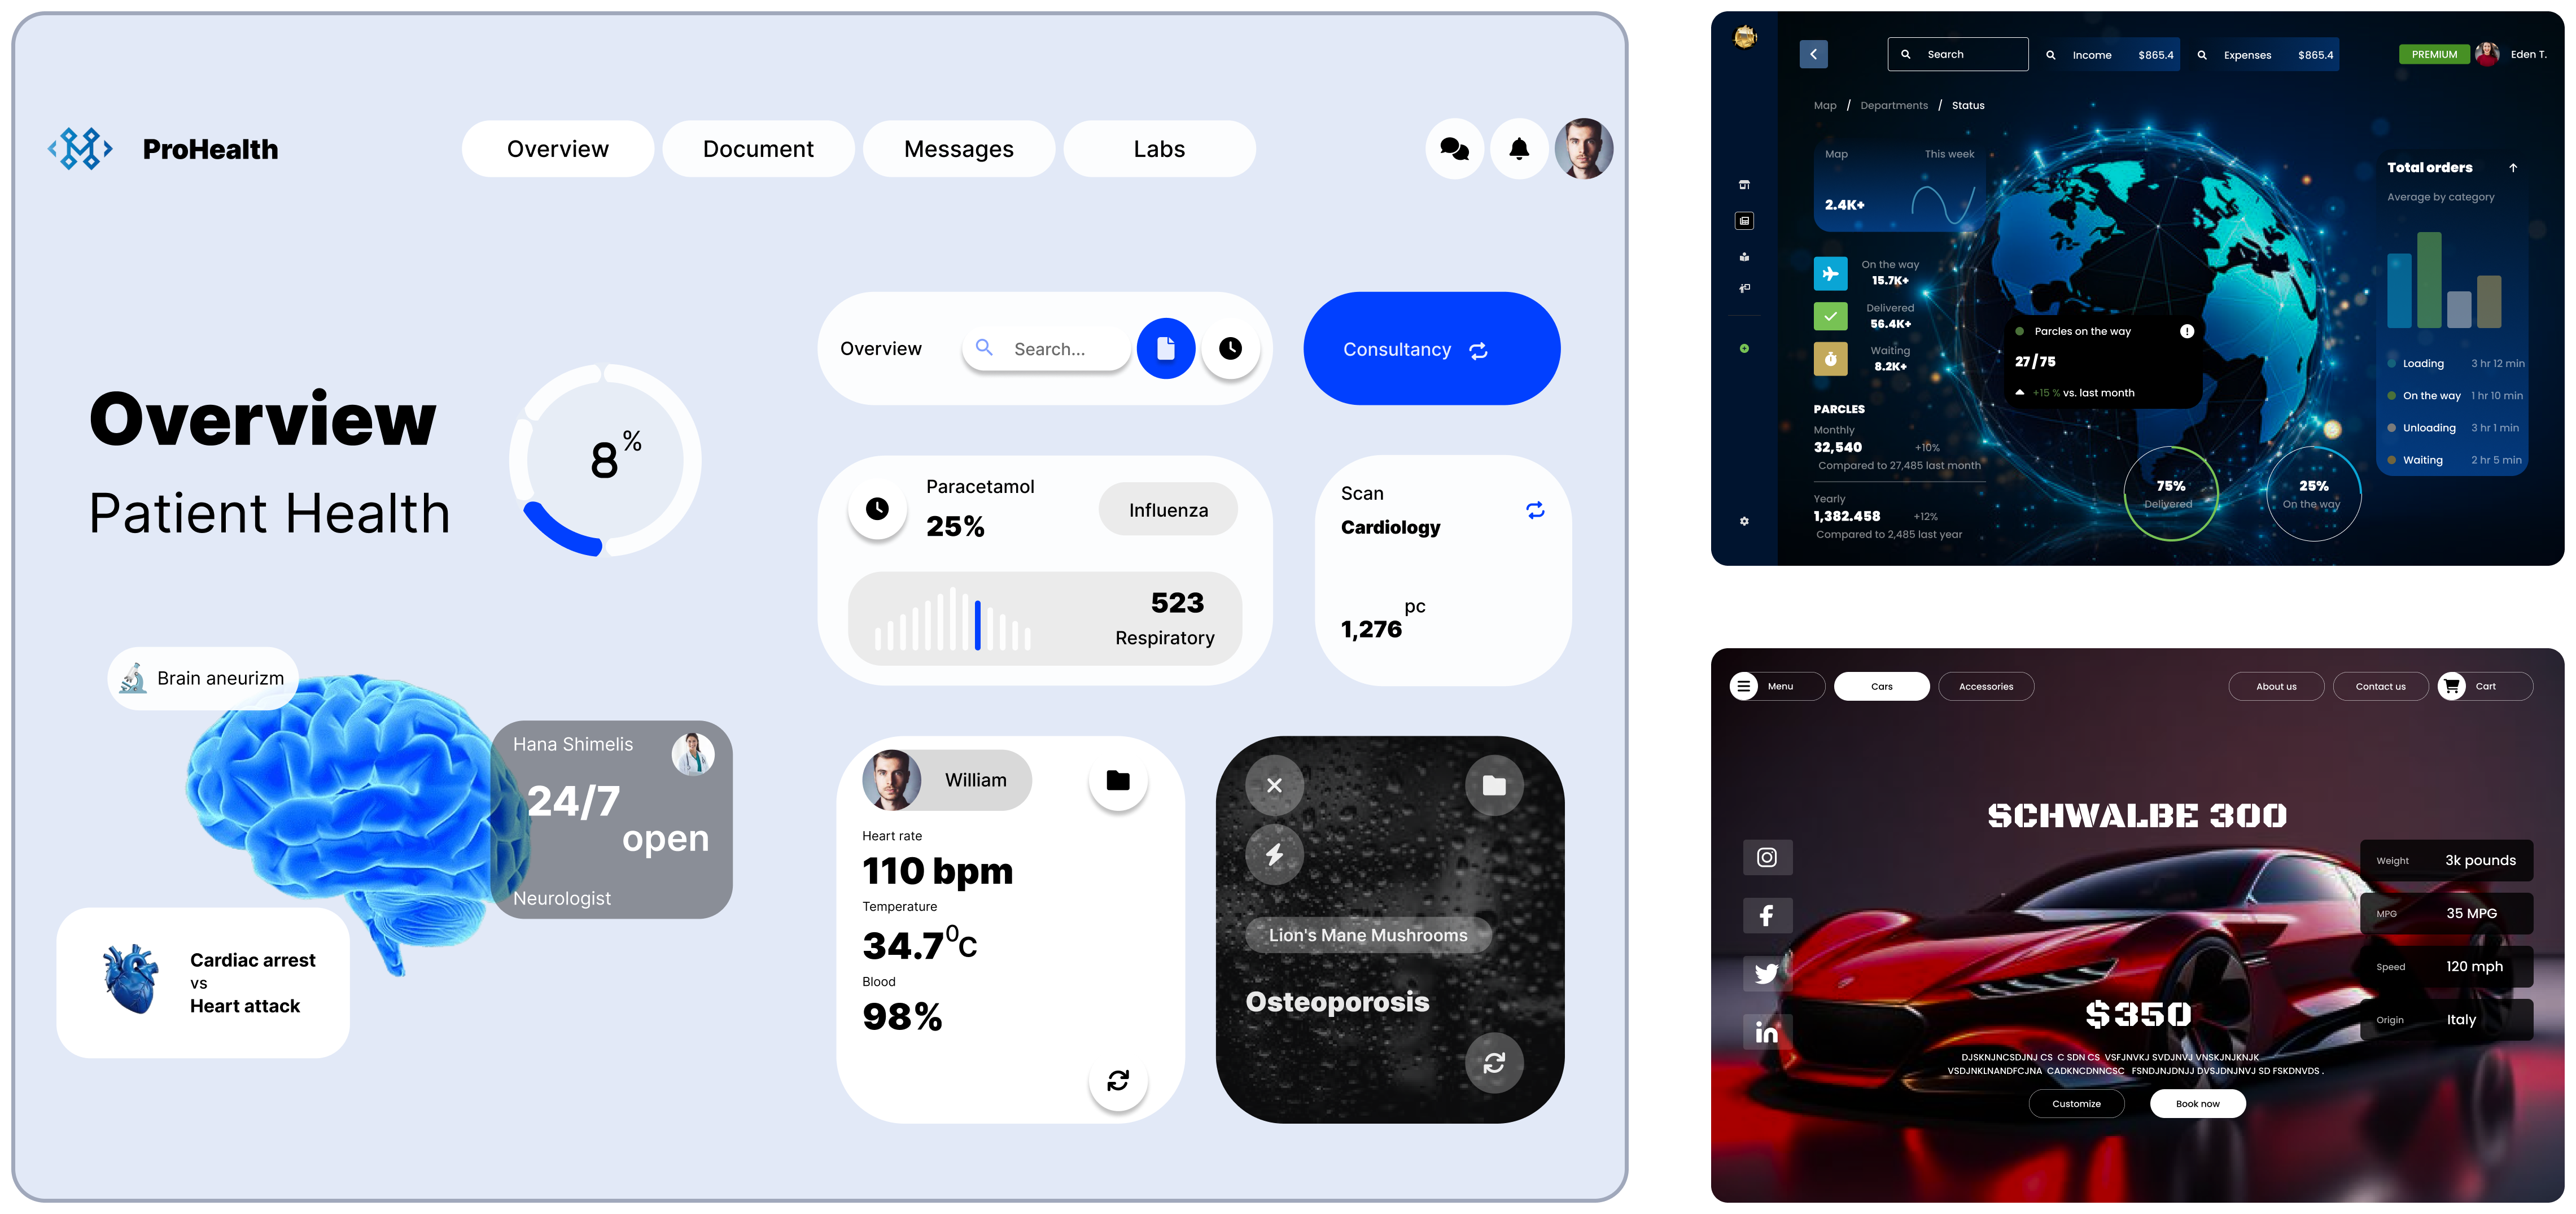 ProHealth
Overview
Document
Messages
Labs
Overview
Search...
Consultancy
Overview
Patient Health
8%
Paracetamol
25%
Influenza
523
Respiratory
Scan
Cardiology
1,276 pc
Brain aneurizm
Hana Shimelis
24/7
open
Neurologist
Cardiac arrest
vs
Heart attack
William
Heart rate
110 bpm
Temperature
34.7⁰C
Blood
98%
Lion's Mane Mushrooms
Osteoporosis
Search
Income $865.4
Expenses $865.4
PREMIUM
Eden T.
Map / Departments / Status
Map This week
2.4K+
On the way
15.7K+
Delivered
56.4K+
Waiting
8.2K+
PARCLES
Monthly
32,540 +10%
Compared to 27,485 last month
Yearly
1,382.458 +12%
Compared to 2,485 last year
Parcles on the way
27/75
+15 % vs. last month
75%
Delivered
25%
On the way
Total orders
Average by category
Loading 3 hr 12 min
On the way 1 hr 10 min
Unloading 3 hr 1 min
Waiting 2 hr 5 min
Menu
Cars
Accessories
About us
Contact us
Cart
SCHWALBE 300
Weight 3k pounds
MPG 35 MPG
Speed 120 mph
Origin Italy
$350
DJSKNJNCSDJNJ CS C SDN CS VSFJNVKJ SVDJNVJ VNSKJNJKNJK
VSDJNKLNANDFCJNA CADKNCDNNCSC FSNDJNJDNJJ DVSJDNJNVJ SD FSKDNVDS .
Customize
Book now